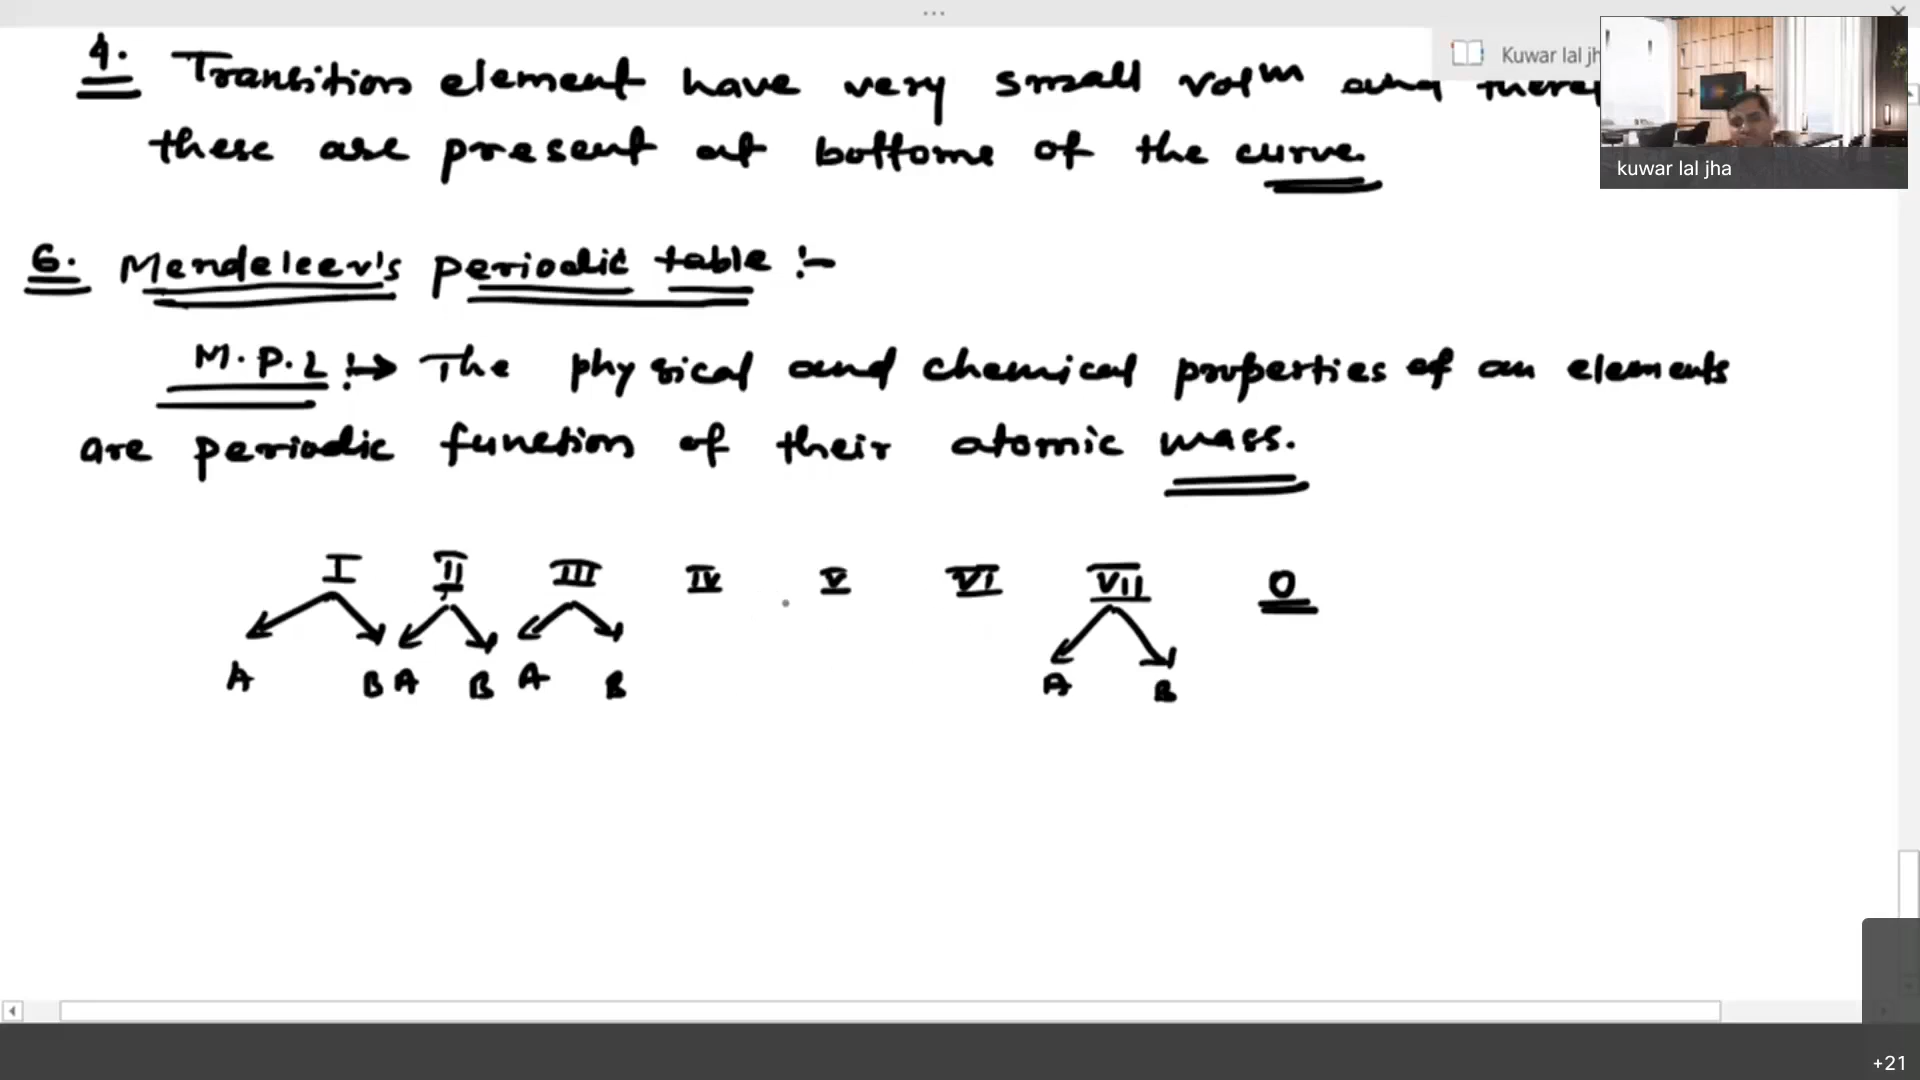 4. Transition element have very small volm and there
these are present at bottome of the curve.
Kuwar lal jh
kuwar lal jha
6. Mendeleev's periodic table :-
M.P.L :→ The physical and chemical properties of an elements
are periodic function of their atomic mass.
I II III IV V VI VII 0
A B A B A B A B
+21